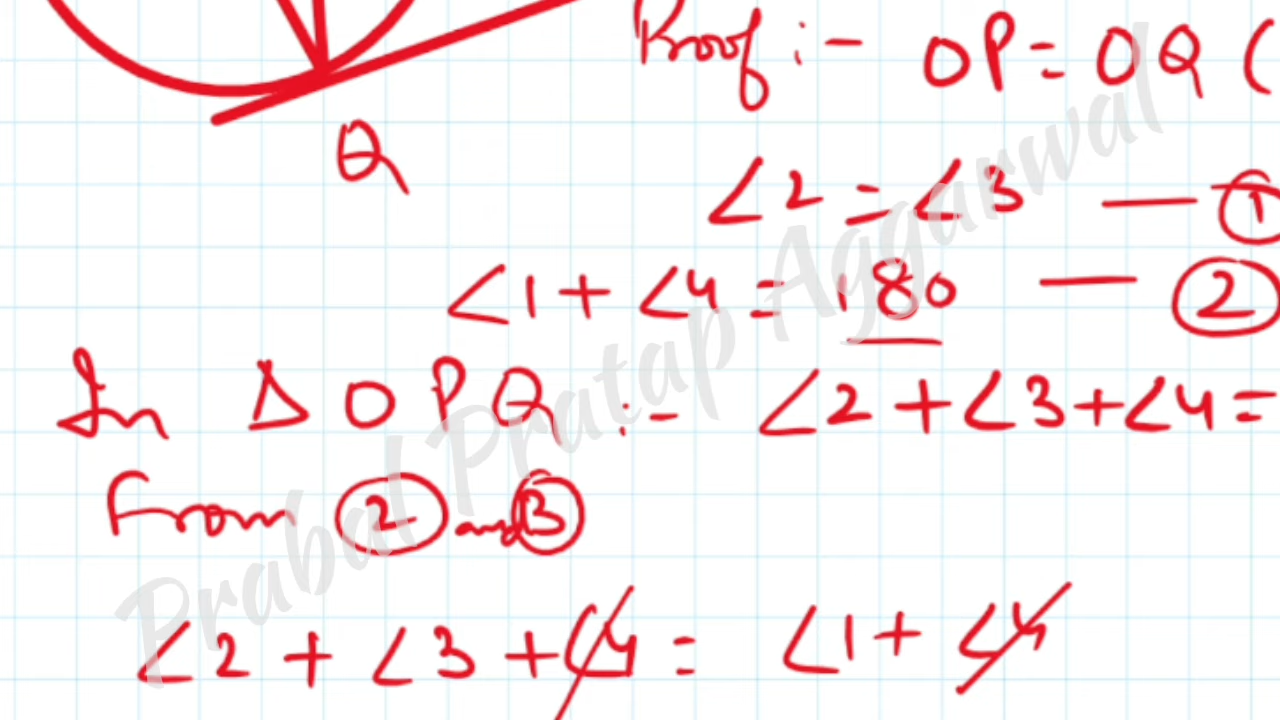 Proof :- OP = OQ (
Q
∠2 = ∠3 — ①
∠1 + ∠4 = 180 — ②
In Δ OPQ :- ∠2 + ∠3 + ∠4 =
From ② and ③
∠2 + ∠3 + ∠4 = ∠1 + ∠4
Prabal Pratap Aggarwal